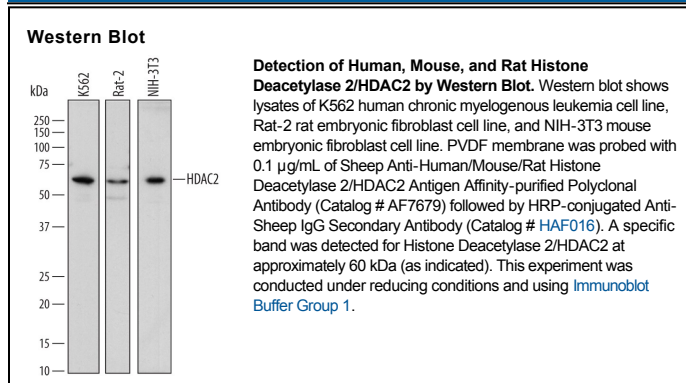 Western Blot
kDa
K562
Rat-2
NIH-3T3
250
150
100
75
50
37
25
20
15
10
HDAC2
Detection of Human, Mouse, and Rat Histone
Deacetylase 2/HDAC2 by Western Blot. Western blot shows
lysates of K562 human chronic myelogenous leukemia cell line,
Rat-2 rat embryonic fibroblast cell line, and NIH-3T3 mouse
embryonic fibroblast cell line. PVDF membrane was probed with
0.1 µg/mL of Sheep Anti-Human/Mouse/Rat Histone
Deacetylase 2/HDAC2 Antigen Affinity-purified Polyclonal
Antibody (Catalog # AF7679) followed by HRP-conjugated Anti-
Sheep IgG Secondary Antibody (Catalog # HAF016). A specific
band was detected for Histone Deacetylase 2/HDAC2 at
approximately 60 kDa (as indicated). This experiment was
conducted under reducing conditions and using Immunoblot
Buffer Group 1.